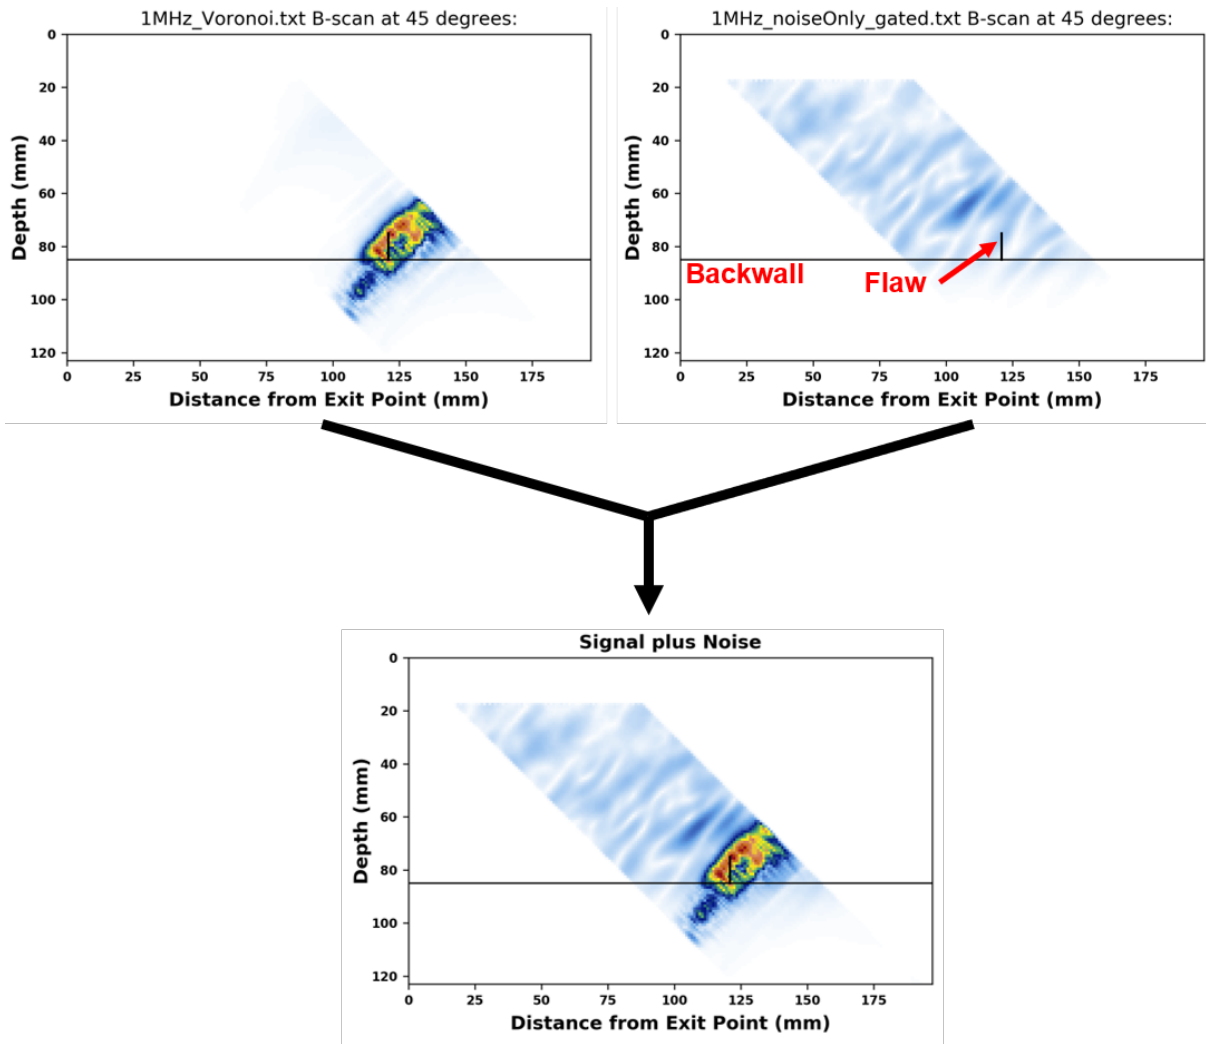 1MHz_Voronoi.txt B-scan at 45 degrees:
0
20
40
60
80
100
120
Depth (mm)
0 25 50 75 100 125 150 175
Distance from Exit Point (mm)
1MHz_noiseOnly_gated.txt B-scan at 45 degrees:
0
20
40
60
80
100
120
Depth (mm)
Backwall
Flaw
0 25 50 75 100 125 150 175
Distance from Exit Point (mm)
Signal plus Noise
0
20
40
60
80
100
120
Depth (mm)
0 25 50 75 100 125 150 175
Distance from Exit Point (mm)